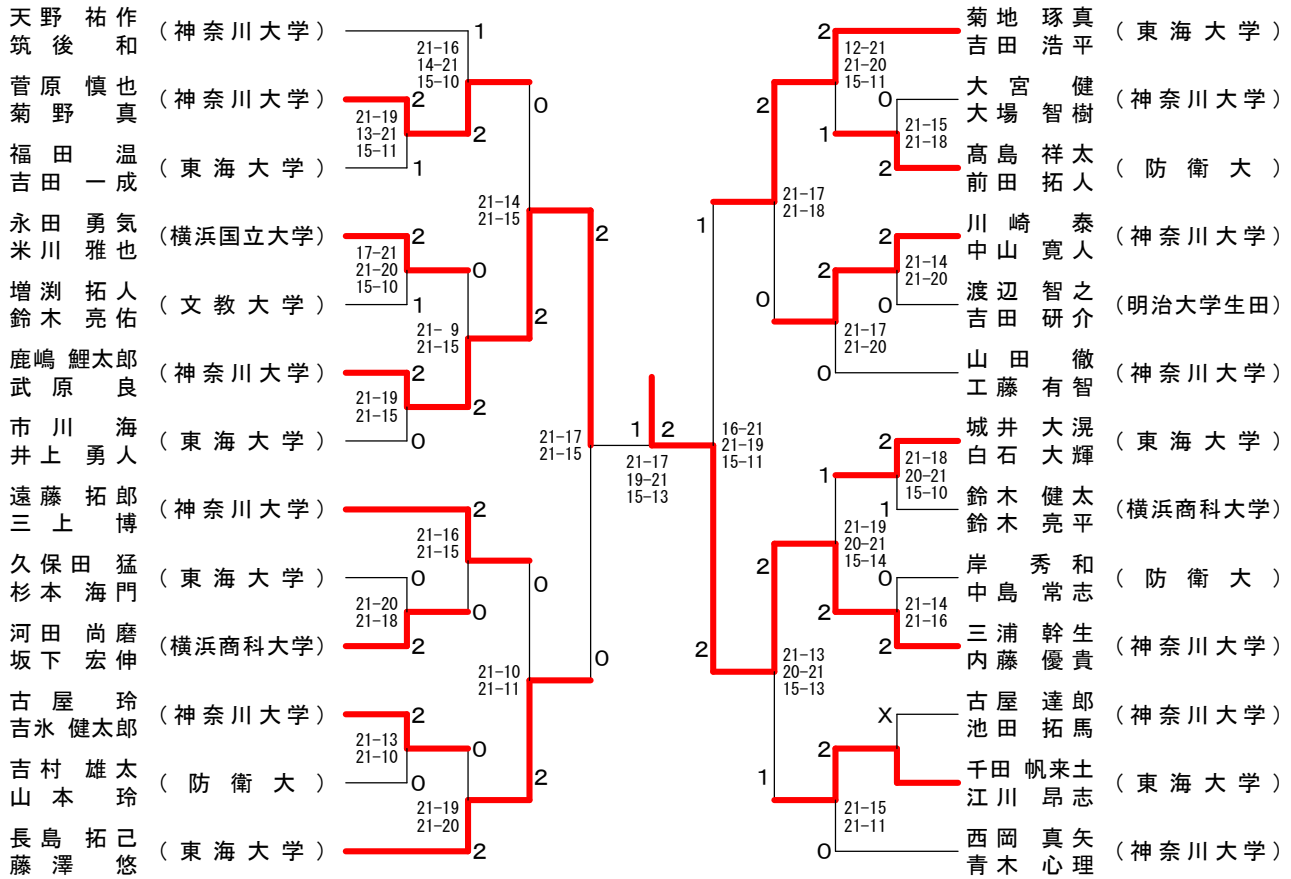 天野 祐作
筑後 和
(神奈川大学)
1
21-16
14-21
15-10
菅原 慎也
菊野 真
(神奈川大学)
2
21-19
13-21
15-11
2
0
福田 温
吉田 一成
(東海大学)
1
21-14
21-15
2
永田 勇気
米川 雅也
(横浜国立大学)
2
17-21
21-20
15-10
0
増渕 拓人
鈴木 亮佑
(文教大学)
1
21- 9
21-15
2
鹿嶋 鯉太郎
武原 良
(神奈川大学)
2
21-19
21-15
2
市川 海
井上 勇人
(東海大学)
0
21-17
21-15
1
2
21-17
19-21
15-13
遠藤 拓郎
三上 博
(神奈川大学)
2
21-16
21-15
0
久保田 猛
杉本 海門
(東海大学)
0
21-20
21-18
0
河田 尚磨
坂下 宏伸
(横浜商科大学)
2
21-10
21-11
0
古屋 玲
吉氷 健太郎
(神奈川大学)
2
21-13
21-10
0
2
吉村 雄太
山本 玲
(防衛大)
0
21-19
21-20
長島 拓己
藤澤 悠
(東海大学)
2
菊地 琢真
吉田 浩平
(東海大学)
2
12-21
21-20
15-11
2
大宮 健
大場 智樹
(神奈川大学)
0
21-15
21-18
1
髙島 祥太
前田 拓人
(防衛大)
2
21-17
21-18
1
川崎 泰
中山 寛人
(神奈川大学)
2
21-14
21-20
2
0
渡辺 智之
吉田 研介
(明治大学生田)
0
21-17
21-20
山田 徹
工藤 有智
(神奈川大学)
0
16-21
21-19
15-11
城井 大滉
白石 大輝
(東海大学)
2
21-18
20-21
15-10
1
鈴木 健太
鈴木 亮平
(横浜商科大学)
1
21-19
20-21
15-14
2
岸 秀和
中島 常志
(防衛大)
0
21-14
21-16
2
三浦 幹生
内藤 優貴
(神奈川大学)
2
2
21-13
20-21
15-13
古屋 達郎
池田 拓馬
(神奈川大学)
X
2
1
千田 帆来土
江川 昂志
(東海大学)
21-15
21-11
西岡 真矢
青木 心理
(神奈川大学)
0